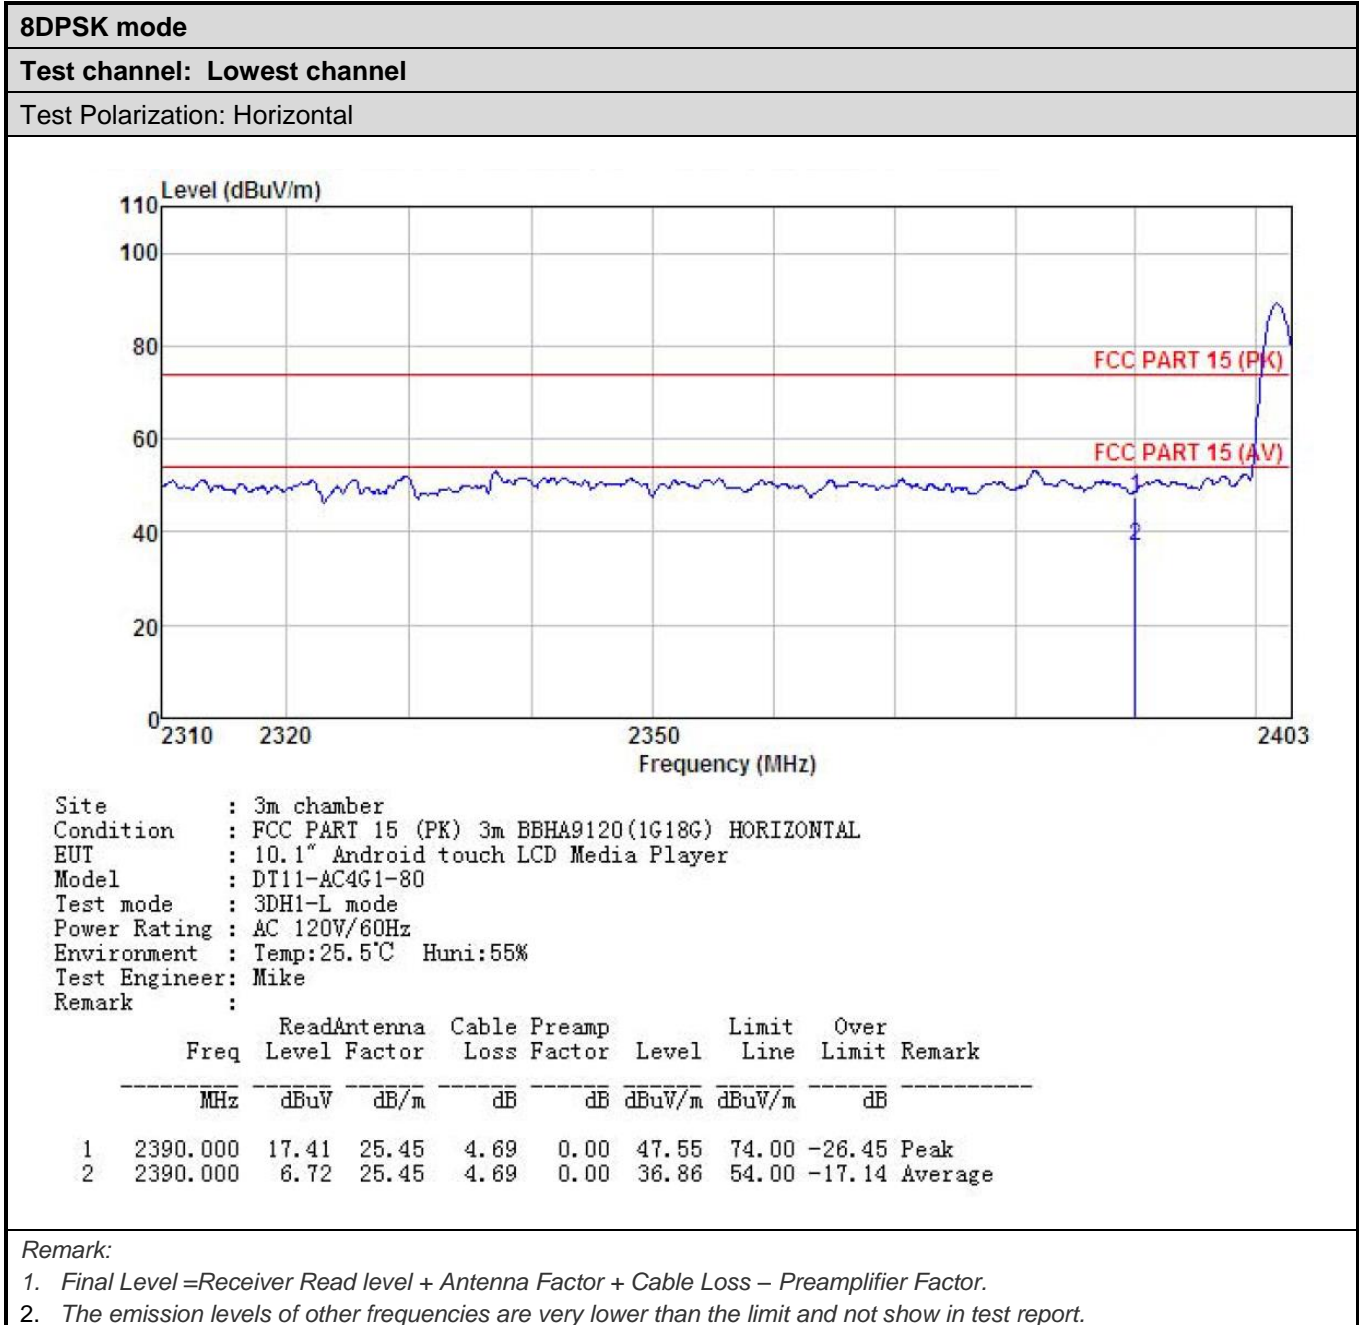 8DPSK mode
Test channel: Lowest channel
Test Polarization: Horizontal
Level (dBuV/m)
110
100
80
FCC PART 15 (PK)
60
FCC PART 15 (AV)
1
40
2
20
0
2310 2320 2350 2403
Frequency (MHz)
Site : 3m chamber
Condition : FCC PART 15 (PK) 3m BBHA9120(1G18G) HORIZONTAL
EUT : 10.1″ Android touch LCD Media Player
Model : DT11-AC4G1-80
Test mode : 3DH1-L mode
Power Rating : AC 120V/60Hz
Environment : Temp:25.5℃ Huni:55%
Test Engineer: Mike
Remark :
ReadAntenna Cable Preamp Limit Over
Freq Level Factor Loss Factor Level Line Limit Remark
MHz dBuV dB/m dB dB dBuV/m dBuV/m dB
1 2390.000 17.41 25.45 4.69 0.00 47.55 74.00 -26.45 Peak
2 2390.000 6.72 25.45 4.69 0.00 36.86 54.00 -17.14 Average
Remark:
1. Final Level =Receiver Read level + Antenna Factor + Cable Loss – Preamplifier Factor.
2. The emission levels of other frequencies are very lower than the limit and not show in test report.